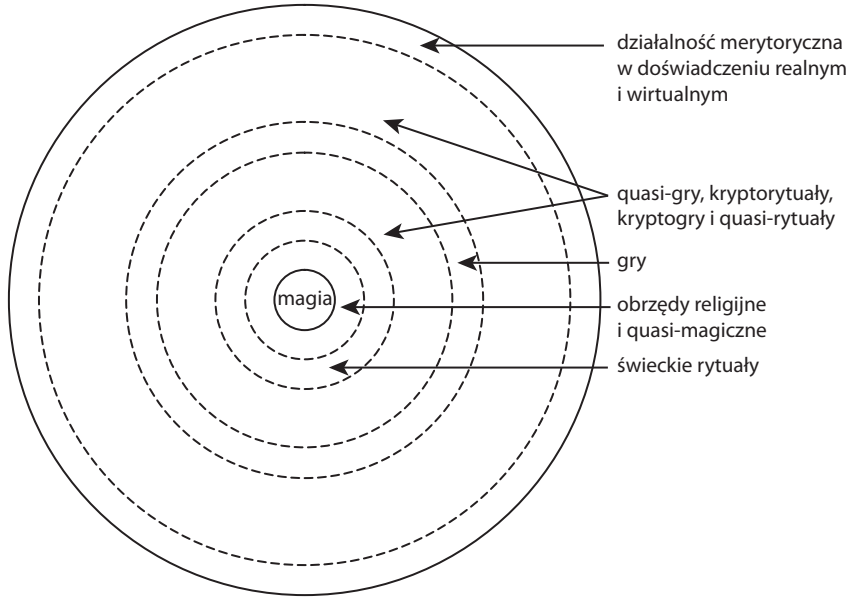 działalność merytoryczna
w doświadczeniu realnym
i wirtualnym
quasi-gry, kryptorytuały,
kryptogry i quasi-rytuały
gry
magia
obrzędy religijne
i quasi-magiczne
świeckie rytuały